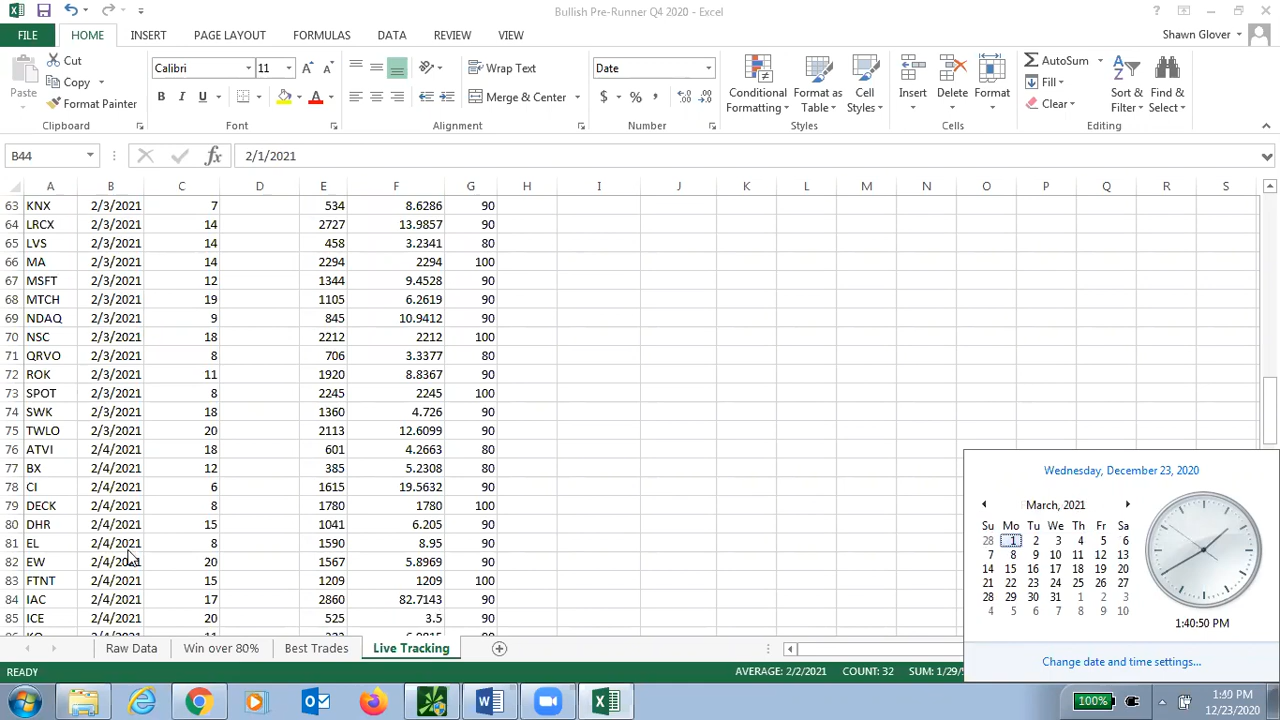 Bullish Pre-Runner Q4 2020 - Excel
FILE HOME INSERT PAGE LAYOUT FORMULAS DATA REVIEW VIEW Shawn Glover
Paste Cut Copy Format Painter Clipboard
Calibri 11 B I U A Font
Wrap Text Merge & Center Alignment
Date $ % , Number
Conditional Formatting Format as Table Cell Styles Styles
Insert Delete Format Cells
AutoSum Fill Clear Sort & Filter Find & Select Editing
B44 fx 2/1/2021
A B C D E F G H I J K L M N O P Q R S
63 KNX 2/3/2021 7 534 8.6286 90
64 LRCX 2/3/2021 14 2727 13.9857 90
65 LVS 2/3/2021 14 458 3.2341 80
66 MA 2/3/2021 14 2294 2294 100
67 MSFT 2/3/2021 12 1344 9.4528 90
68 MTCH 2/3/2021 19 1105 6.2619 90
69 NDAQ 2/3/2021 9 845 10.9412 90
70 NSC 2/3/2021 18 2212 2212 100
71 QRVO 2/3/2021 8 706 3.3377 80
72 ROK 2/3/2021 11 1920 8.8367 90
73 SPOT 2/3/2021 8 2245 2245 100
74 SWK 2/3/2021 18 1360 4.726 90
75 TWLO 2/3/2021 20 2113 12.6099 90
76 ATVI 2/4/2021 18 601 4.2663 80
77 BX 2/4/2021 12 385 5.2308 80
78 CI 2/4/2021 6 1615 19.5632 90
79 DECK 2/4/2021 8 1780 1780 100
80 DHR 2/4/2021 15 1041 6.205 90
81 EL 2/4/2021 8 1590 8.95 90
82 EW 2/4/2021 20 1567 5.8969 90
83 FTNT 2/4/2021 15 1209 1209 100
84 IAC 2/4/2021 17 2860 82.7143 90
85 ICE 2/4/2021 20 525 3.5 90
Wednesday, December 23, 2020
March, 2021
Su Mo Tu We Th Fr Sa
28 1 2 3 4 5 6
7 8 9 10 11 12 13
14 15 16 17 18 19 20
21 22 23 24 25 26 27
28 29 30 31 1 2 3
4 5 6 7 8 9 10
1:40:50 PM
Change date and time settings...
Raw Data Win over 80% Best Trades Live Tracking
READY AVERAGE: 2/2/2021 COUNT: 32 SUM: 1/29/5
100% 1:40 PM
12/23/2020